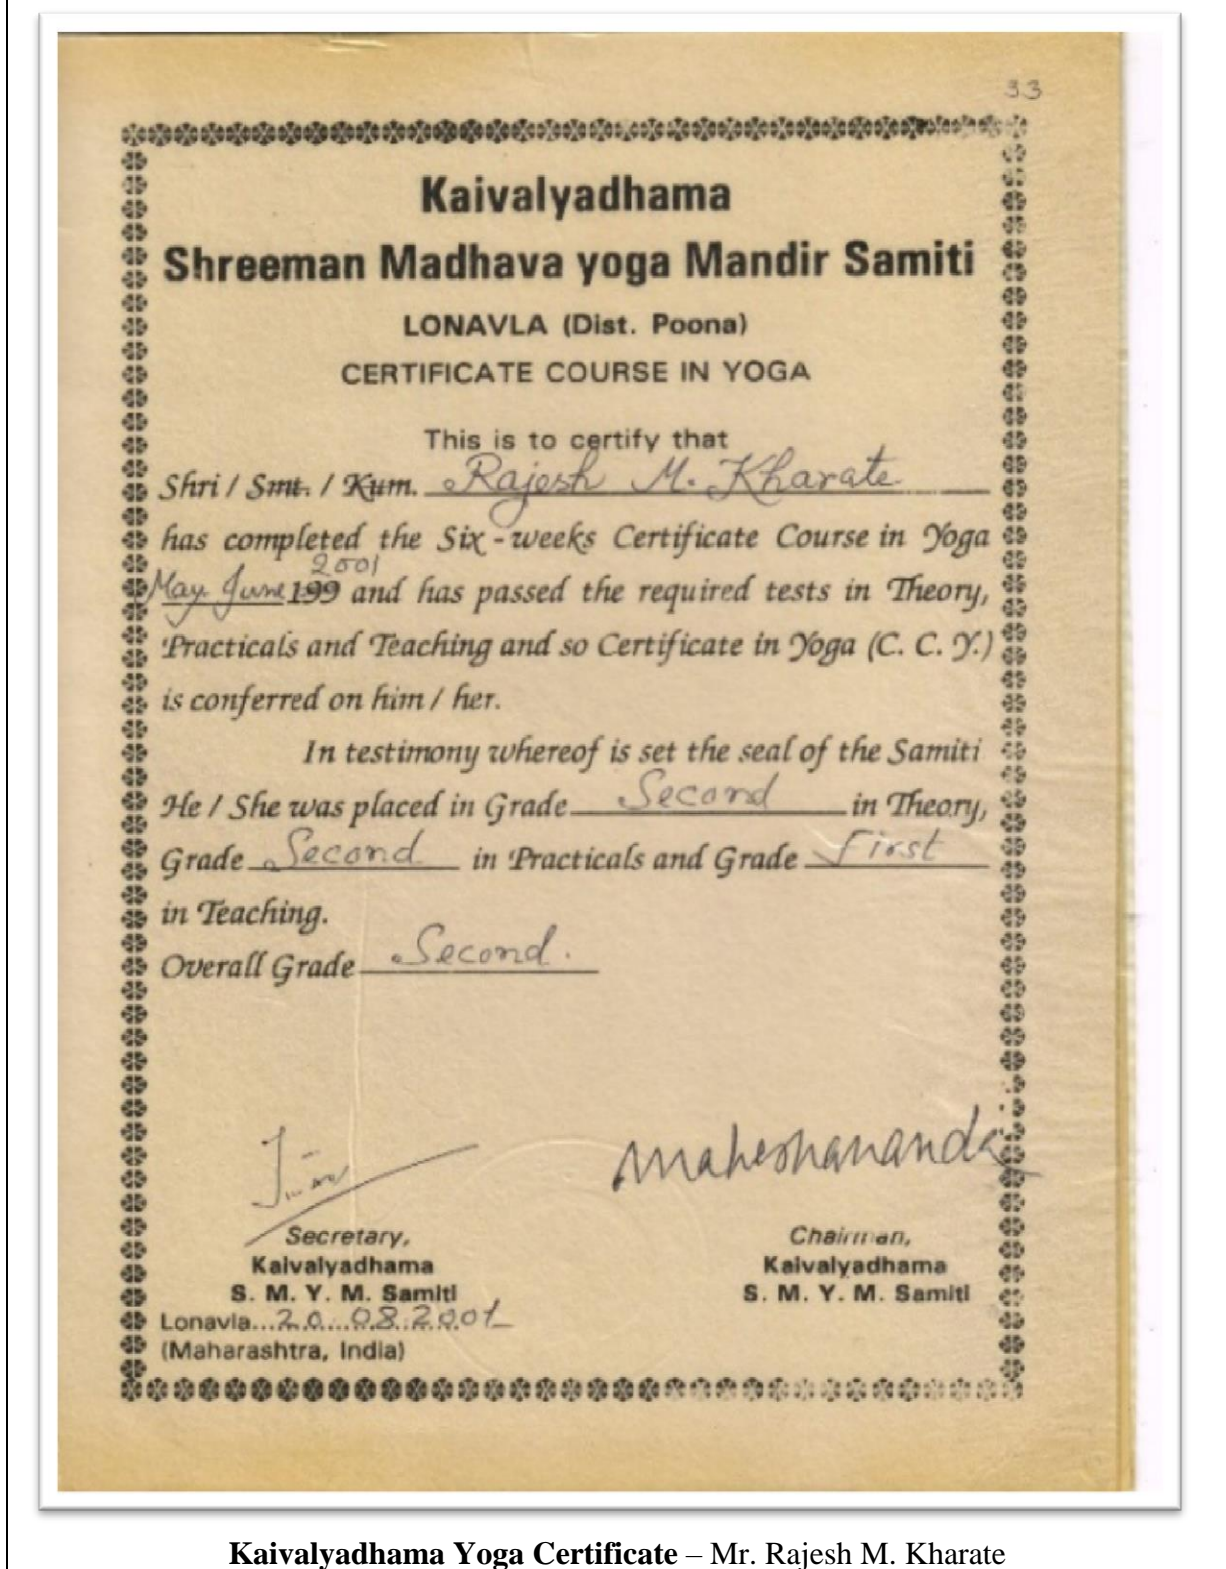 33
Kaivalyadhama
Shreeman Madhava yoga Mandir Samiti
LONAVLA (Dist. Poona)
CERTIFICATE COURSE IN YOGA
This is to certify that
Shri / Smt. / Kum. Rajesh M. Kharate
has completed the Six-weeks Certificate Course in Yoga
2001
May June 199 and has passed the required tests in Theory,
Practicals and Teaching and so Certificate in Yoga (C. C. Y.)
is conferred on him / her.
In testimony whereof is set the seal of the Samiti
He / She was placed in Grade Second in Theory,
Grade Second in Practicals and Grade First
in Teaching.
Overall Grade Second.
Maheshananda
Secretary, Chairman,
Kaivalyadhama Kaivalyadhama
S. M. Y. M. Samiti S. M. Y. M. Samiti
Lonavla...20...08.2001
(Maharashtra, India)
Kaivalyadhama Yoga Certificate – Mr. Rajesh M. Kharate